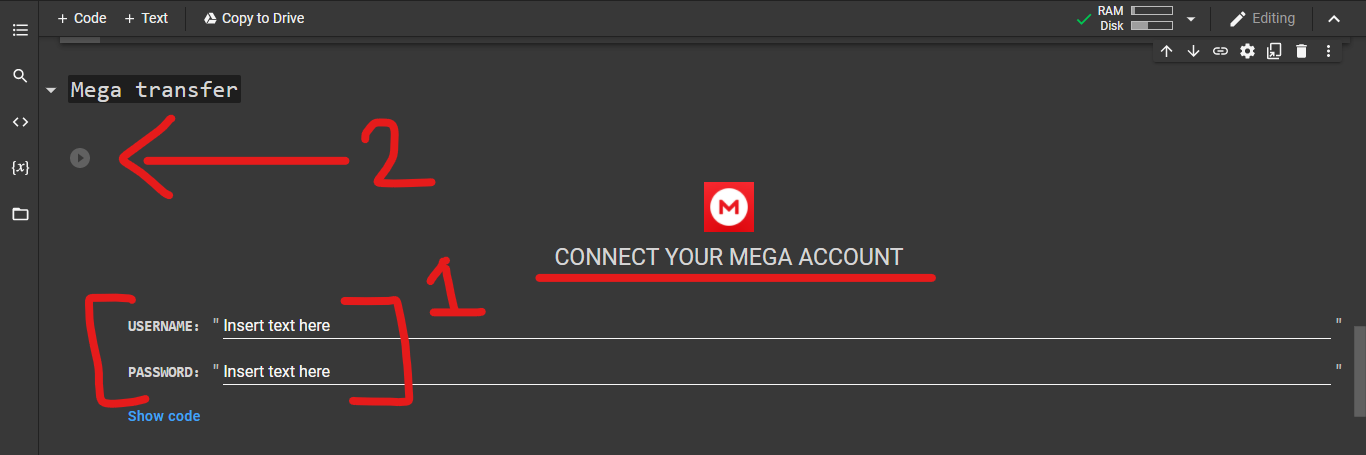 + Code + Text Copy to Drive RAM Disk Editing
Mega transfer
2
M
CONNECT YOUR MEGA ACCOUNT
1
USERNAME: " Insert text here "
PASSWORD: " Insert text here "
Show code
{x}